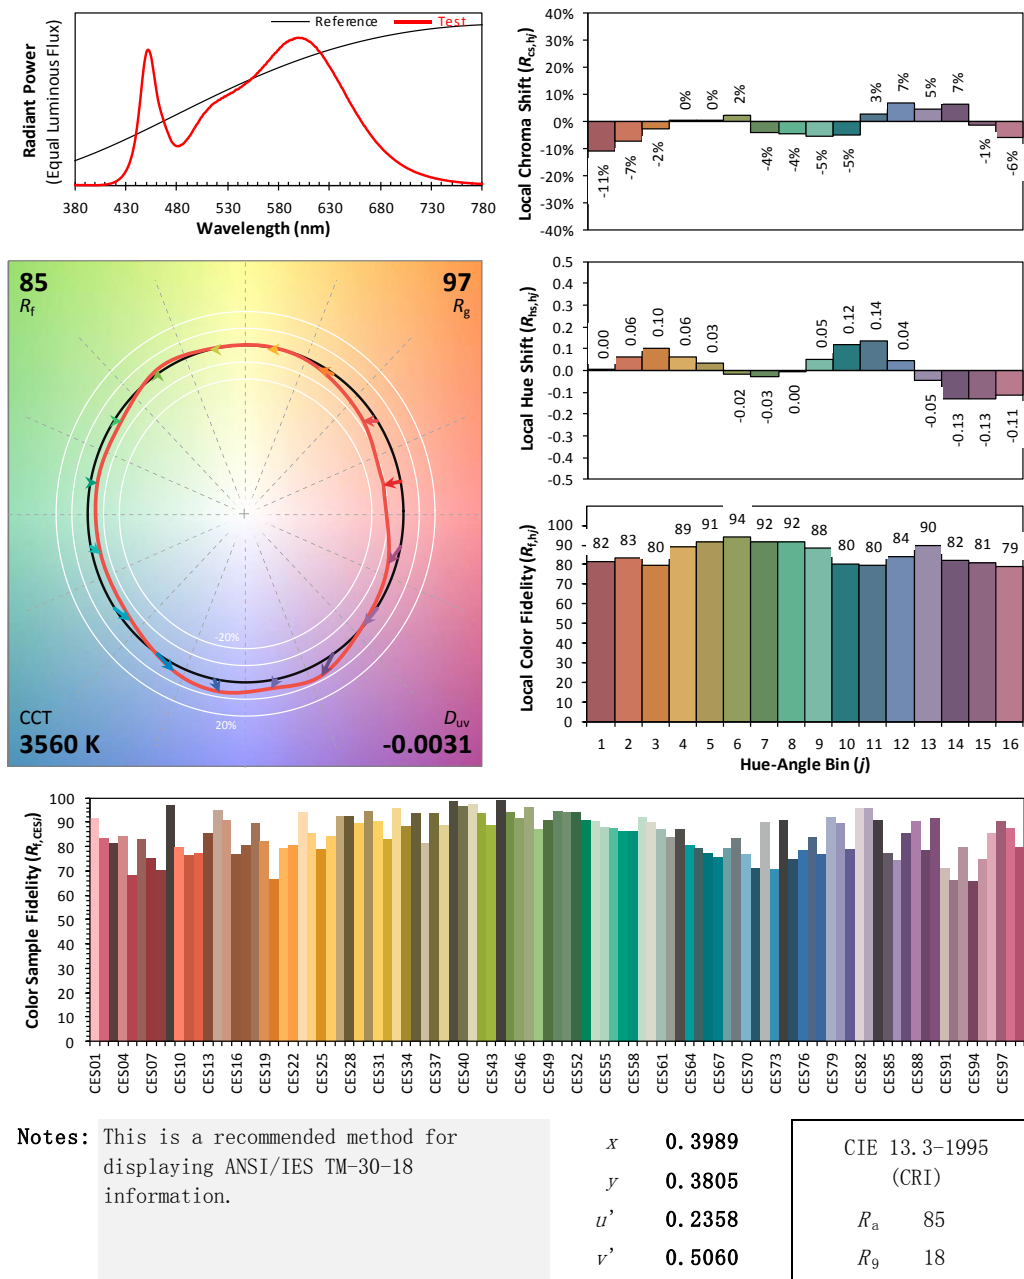 Reference Test
Radiant Power
(Equal Luminous Flux)
380 430 480 530 580 630 680 730 780
Wavelength (nm)
Local Chroma Shift (Rcs,hj)
40%
30%
20%
10%
0%
-10%
-20%
-30%
-40%
-11% -7% -2% 0% 0% 2% -4% -4% -5% -5% 3% 7% 5% 7% -1% -6%
85
Rf
97
Rg
-20%
20%
CCT
3560 K
Duv
-0.0031
Local Hue Shift (Rhs,hj)
0.5
0.4
0.3
0.2
0.1
0.0
-0.1
-0.2
-0.3
-0.4
-0.5
0.00 0.06 0.10 0.06 0.03 -0.02 -0.03 0.00 0.05 0.12 0.14 0.04 -0.05 -0.13 -0.13 -0.11
Local Color Fidelity (Rf,hj)
100
90
80
70
60
50
40
30
20
10
0
82 83 80 89 91 94 92 92 88 80 80 84 90 82 81 79
1 2 3 4 5 6 7 8 9 10 11 12 13 14 15 16
Hue-Angle Bin (j)
Color Sample Fidelity (Rf,CESi)
100
90
80
70
60
50
40
30
20
10
0
CES01 CES04 CES07 CES10 CES13 CES16 CES19 CES22 CES25 CES28 CES31 CES34 CES37 CES40 CES43 CES46 CES49 CES52 CES55 CES58 CES61 CES64 CES67 CES70 CES73 CES76 CES79 CES82 CES85 CES88 CES91 CES94 CES97
Notes: This is a recommended method for
displaying ANSI/IES TM-30-18
information.
x 0.3989
y 0.3805
u' 0.2358
v' 0.5060
CIE 13.3-1995
(CRI)
Ra 85
R9 18